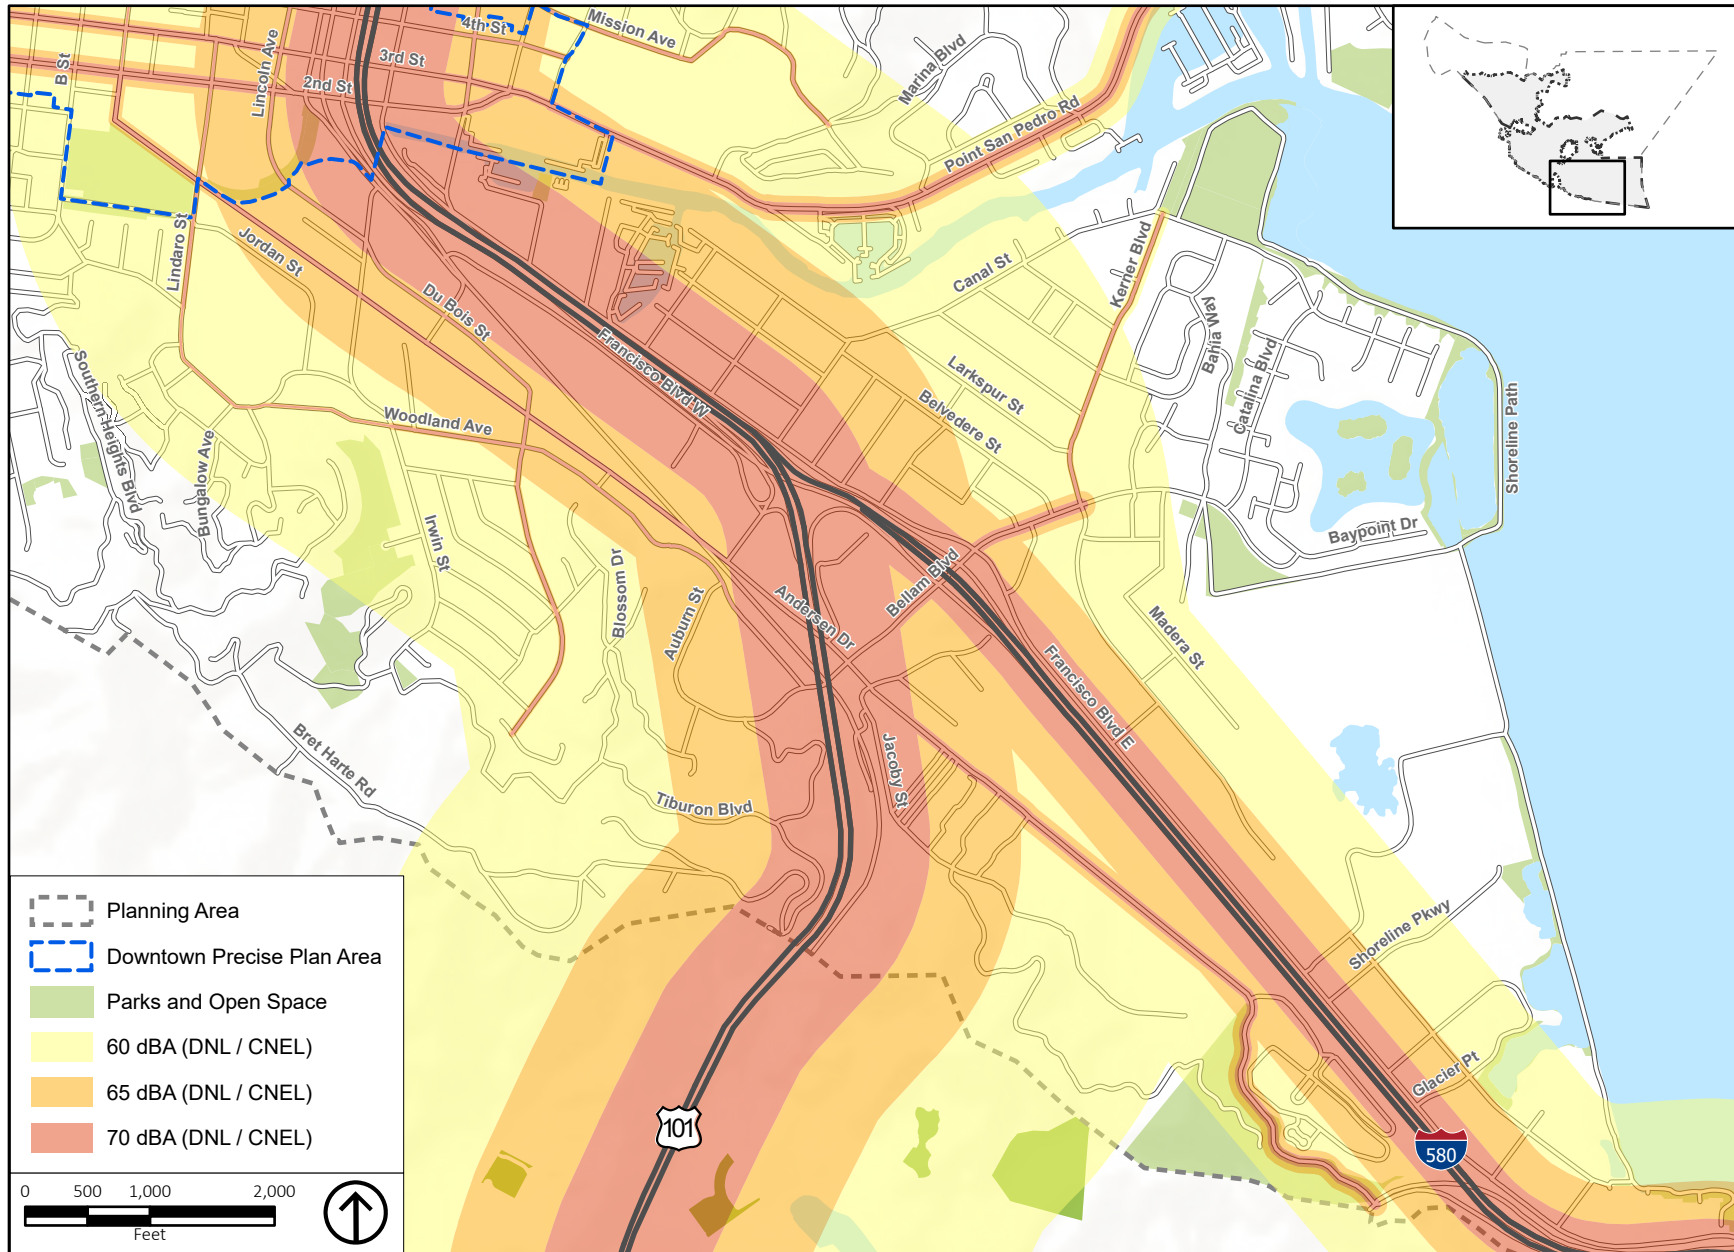 4th St
Mission Ave
3rd St
2nd St
B St
Lincoln Ave
Marina Blvd
Point San Pedro Rd
Lindaro St
Jordan St
Du Bois St
Canal St
Kerner Blvd
Bahia Way
Catalina Blvd
Francisco Blvd W
Larkspur St
Belvedere St
Shoreline Path
Southern Heights Blvd
Woodland Ave
Bungalow Ave
Irwin St
Blossom Dr
Auburn St
Andersen Dr
Bellam Blvd
Baypoint Dr
Madera St
Francisco Blvd E
Bret Harte Rd
Tiburon Blvd
Jacoby St
Shoreline Pkwy
Glacier Pt
101
580
Planning Area
Downtown Precise Plan Area
Parks and Open Space
60 dBA (DNL / CNEL)
65 dBA (DNL / CNEL)
70 dBA (DNL / CNEL)
0 500 1,000 2,000
Feet